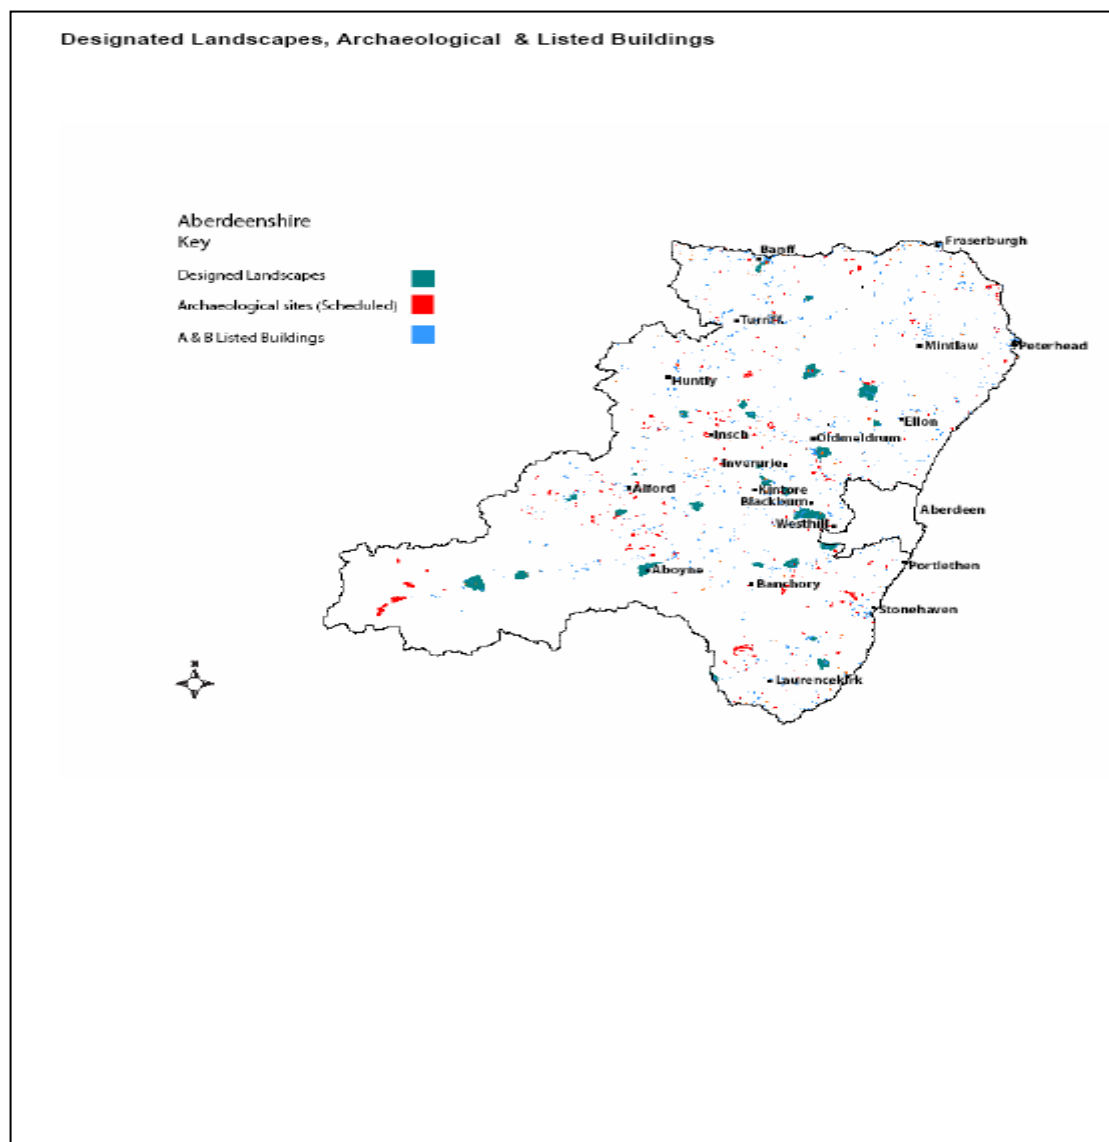 Designated Landscapes, Archaeological & Listed Buildings
Aberdeenshire
Key
Designed Landscapes
Archaeological sites (Scheduled)
A & B Listed Buildings
Banff
Fraserburgh
Turriff
Mintlaw
Peterhead
Huntly
Ellon
Insch
Oldmeldrum
Inverurie
Alford
Kintore
Blackburn
Aberdeen
Westhill
Aboyne
Portlethen
Banchory
Stonehaven
Laurencekirk